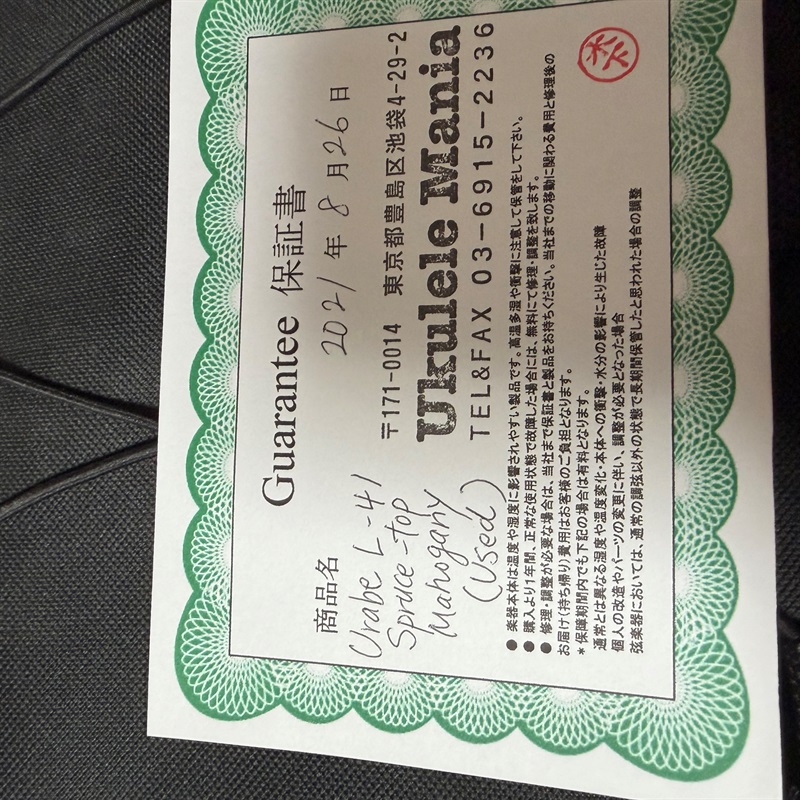 Guarantee 保証書
2021年 8月26日
商品名
Urabe L-41
Spruce-top
Mahogany
(Used)
〒171-0014 東京都豊島区池袋4-29-2
Ukulele Mania
TEL&FAX 03-6915-2236
●楽器本体は温度や湿度に影響されやすい製品です。高温多湿や衝撃に注意して保管をして下さい。
●購入より1年間、正常な使用状態で故障した場合には、無料にて修理・調整を致します。
●修理・調整が必要な場合は、当社まで保証書と製品をお持ちください。当社までの移動に関わる費用と修理後の
お届け(持ち帰り)費用はお客様のご負担となります。
*保障期間内でも下記の場合は有料となります。
通常とは異なる湿度や温度変化・本体への衝撃・水分の影響により生じた故障
個人の改造やパーツの変更に伴い、調整が必要となった場合
弦楽器においては、通常の調弦以外の状態で長期間保管したと思われた場合の調整